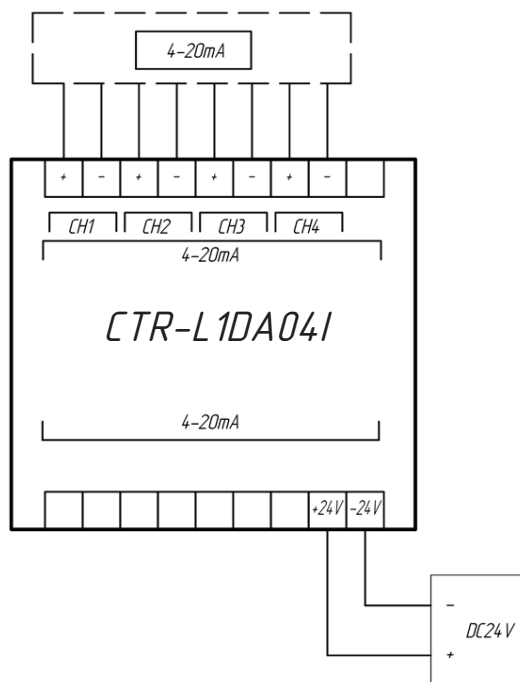 4-20mA
+ - + - + - + -
CH1 CH2 CH3 CH4
4-20mA
CTR-L1DA04I
4-20mA
+24V -24V
-
DC24V
+